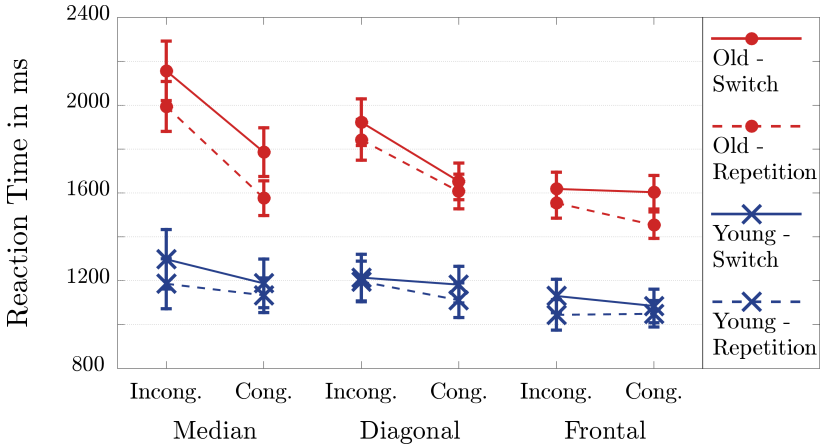 Reaction Time in ms
2400
2000
1600
1200
800
Incong. Cong. Incong. Cong. Incong. Cong.
Median Diagonal Frontal
Old -
Switch
Old -
Repetition
Young -
Switch
Young -
Repetition